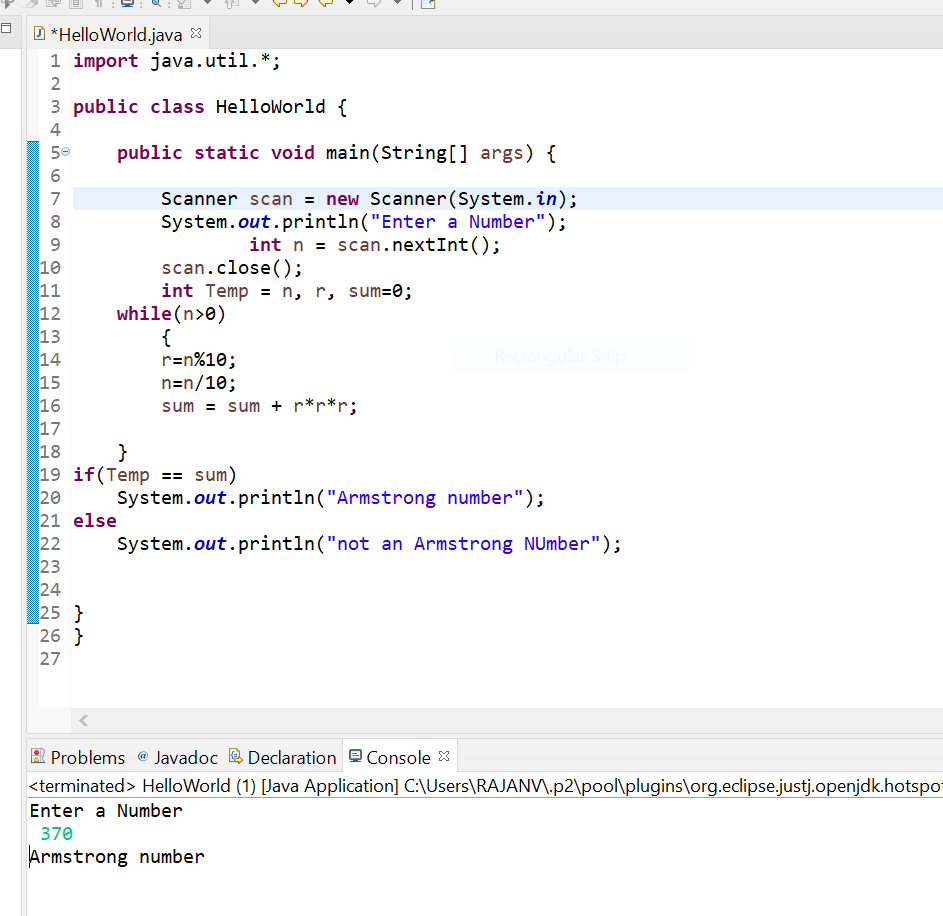 *HelloWorld.java
1 import java.util.*;
2
3 public class HelloWorld {
4
5 public static void main(String[] args) {
6
7 Scanner scan = new Scanner(System.in);
8 System.out.println("Enter a Number");
9 int n = scan.nextInt();
10 scan.close();
11 int Temp = n, r, sum=0;
12 while(n>0)
13 {
Rectangular Snip
14 r=n%10;
15 n=n/10;
16 sum = sum + r*r*r;
17
18 }
19 if(Temp == sum)
20 System.out.println("Armstrong number");
21 else
22 System.out.println("not an Armstrong NUmber");
23
24
25 }
26 }
27
Problems @ Javadoc Declaration Console
<terminated> HelloWorld (1) [Java Application] C:\Users\RAJANV\.p2\pool\plugins\org.eclipse.justj.openjdk.hotspot
Enter a Number
370
Armstrong number